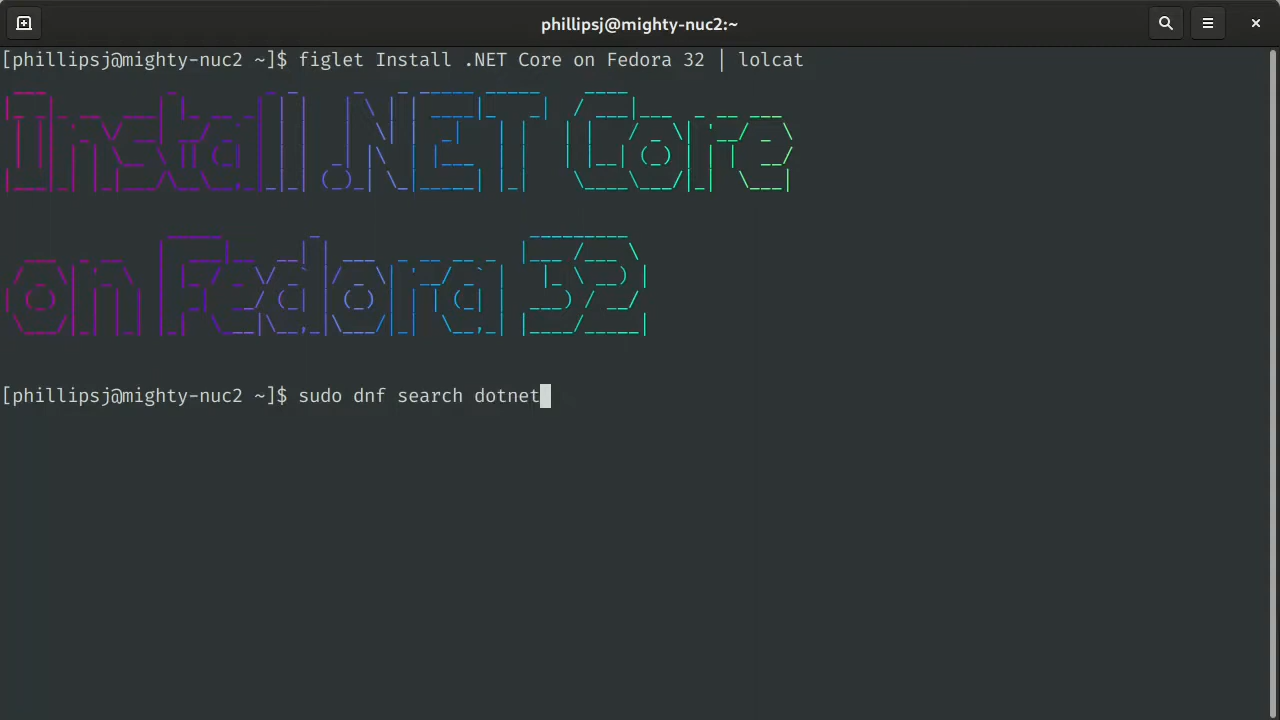 phillipsj@mighty-nuc2:~
[phillipsj@mighty-nuc2 ~]$ figlet Install .NET Core on Fedora 32 | lolcat
Install .NET Core
on Fedora 32
[phillipsj@mighty-nuc2 ~]$ sudo dnf search dotnet